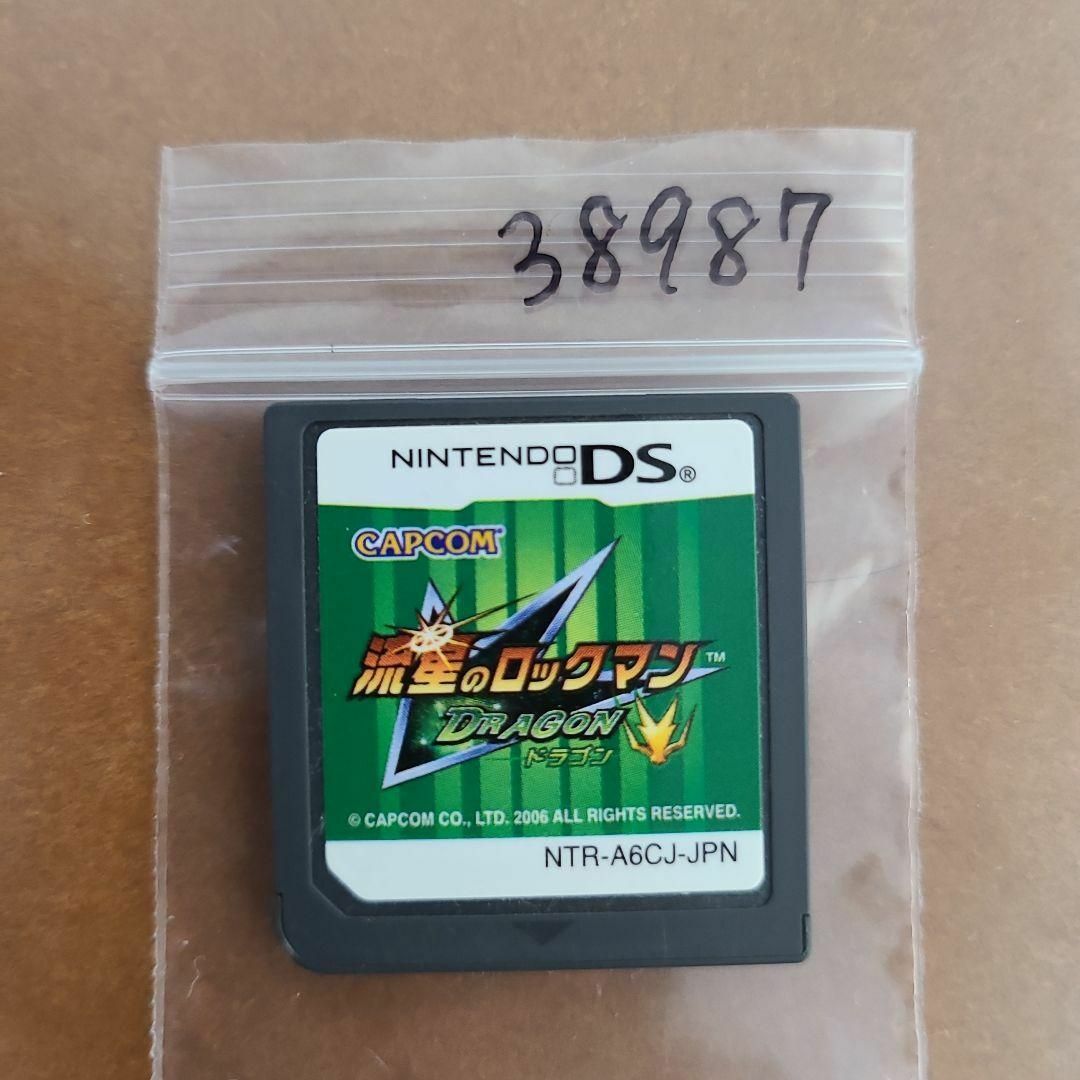 38987
NINTENDO DS®
CAPCOM
流星のロックマン™
DRAGON
ドラゴン
© CAPCOM CO., LTD. 2006 ALL RIGHTS RESERVED.
NTR-A6CJ-JPN